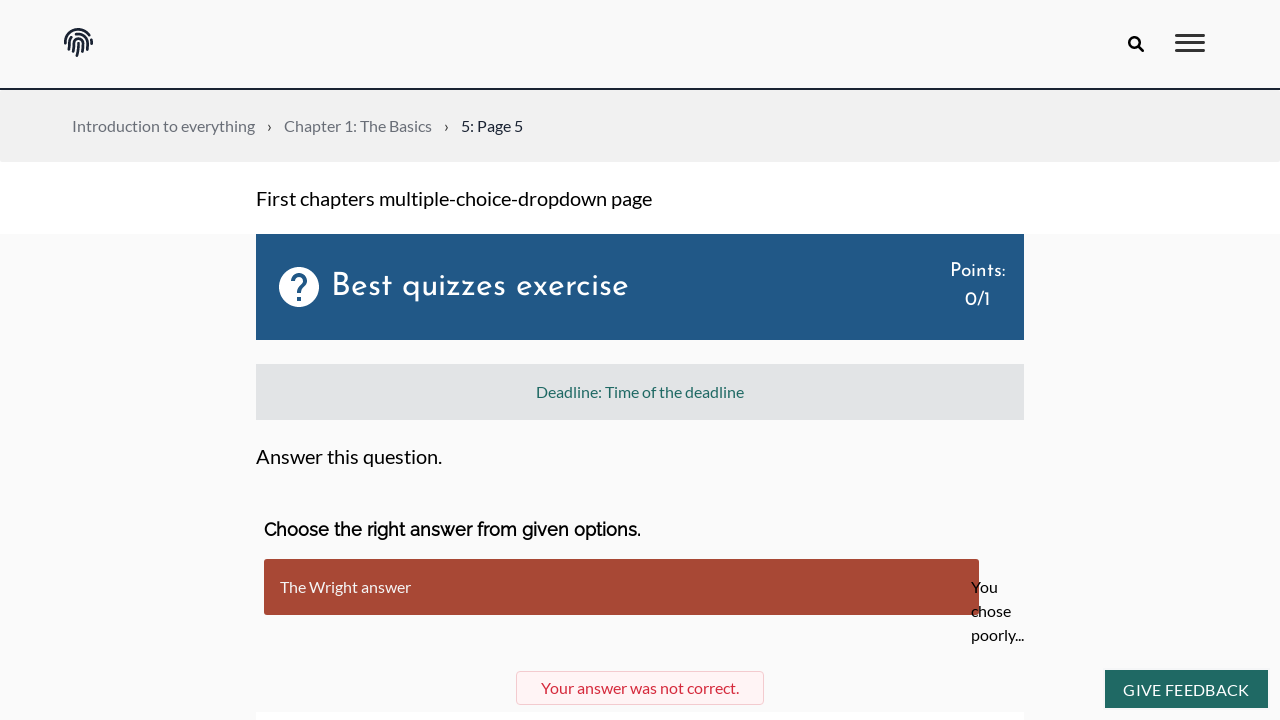 Introduction to everything › Chapter 1: The Basics › 5: Page 5
First chapters multiple-choice-dropdown page
Best quizzes exercise
Points:
0/1
Deadline: Time of the deadline
Answer this question.
Choose the right answer from given options.
The Wright answer
You
chose
poorly...
Your answer was not correct.
GIVE FEEDBACK